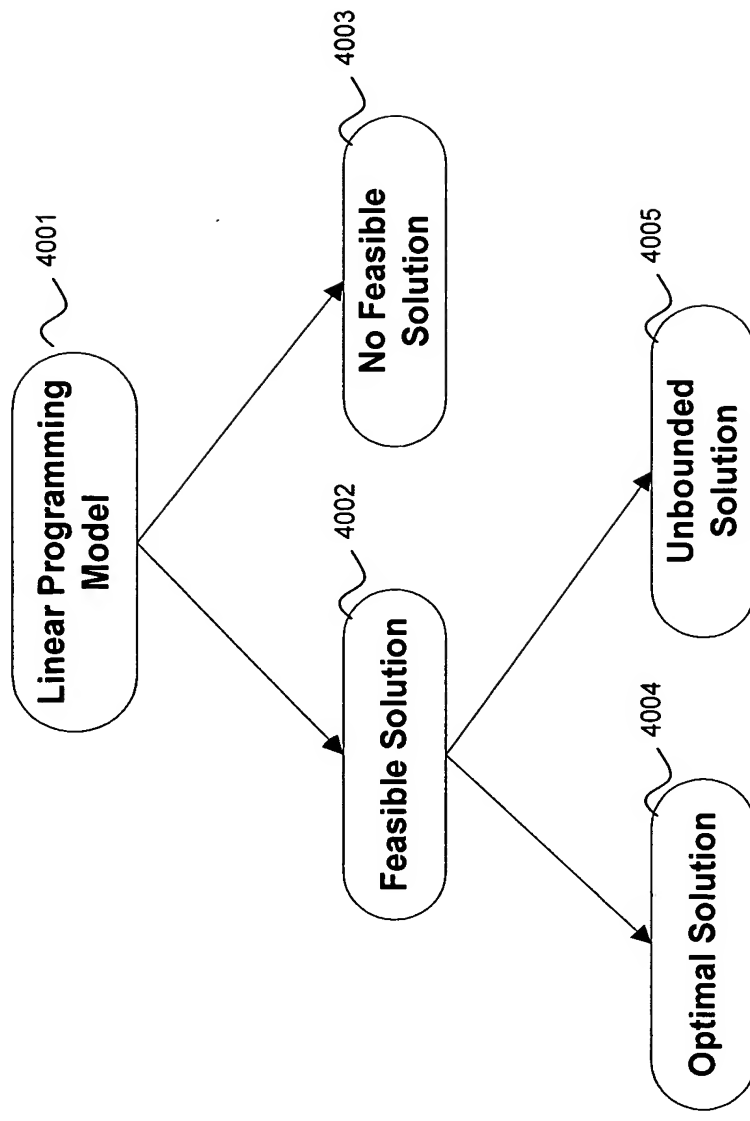 Linear Programming
Model
4001
Feasible Solution
4002
No Feasible
Solution
4003
Optimal Solution
4004
Unbounded
Solution
4005